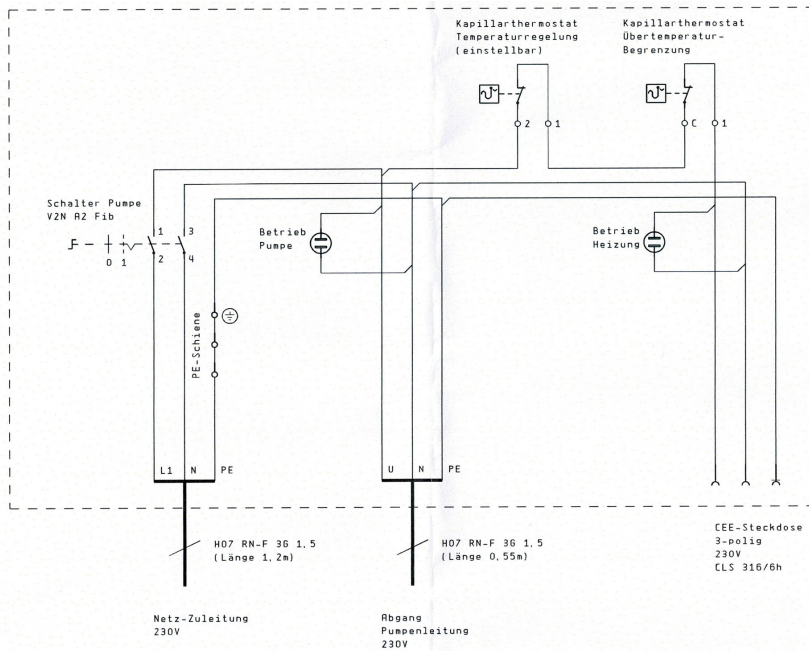 Kapillarthermostat
Temperaturregelung
(einstellbar)
Kapillarthermostat
Übertemperatur-
Begrenzung
2 1
C 1
Schalter Pumpe
V2N A2 Fib
0 1
1 3
2 4
Betrieb
Pumpe
Betrieb
Heizung
PE-Schiene
L1 N PE
U N PE
H07 RN-F 3G 1,5
(Länge 1,2m)
H07 RN-F 3G 1,5
(Länge 0,55m)
CEE-Steckdose
3-polig
230V
CLS 316/6h
Netz-Zuleitung
230V
Abgang
Pumpenleitung
230V